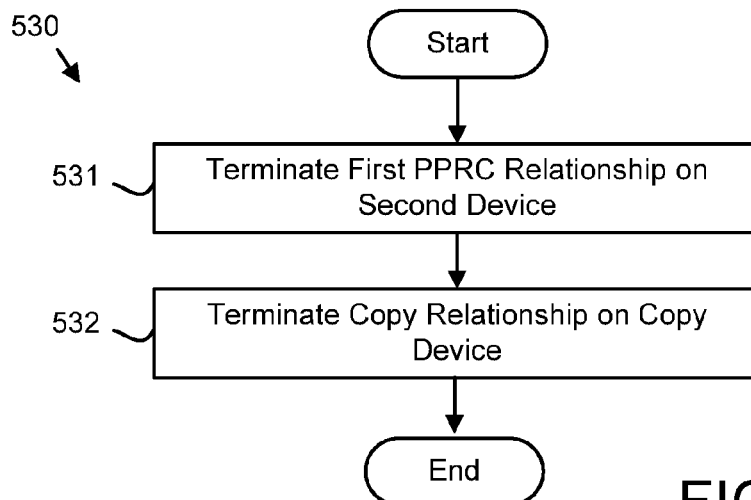 530
Start
531
Terminate First PPRC Relationship on
Second Device
532
Terminate Copy Relationship on Copy
Device
End